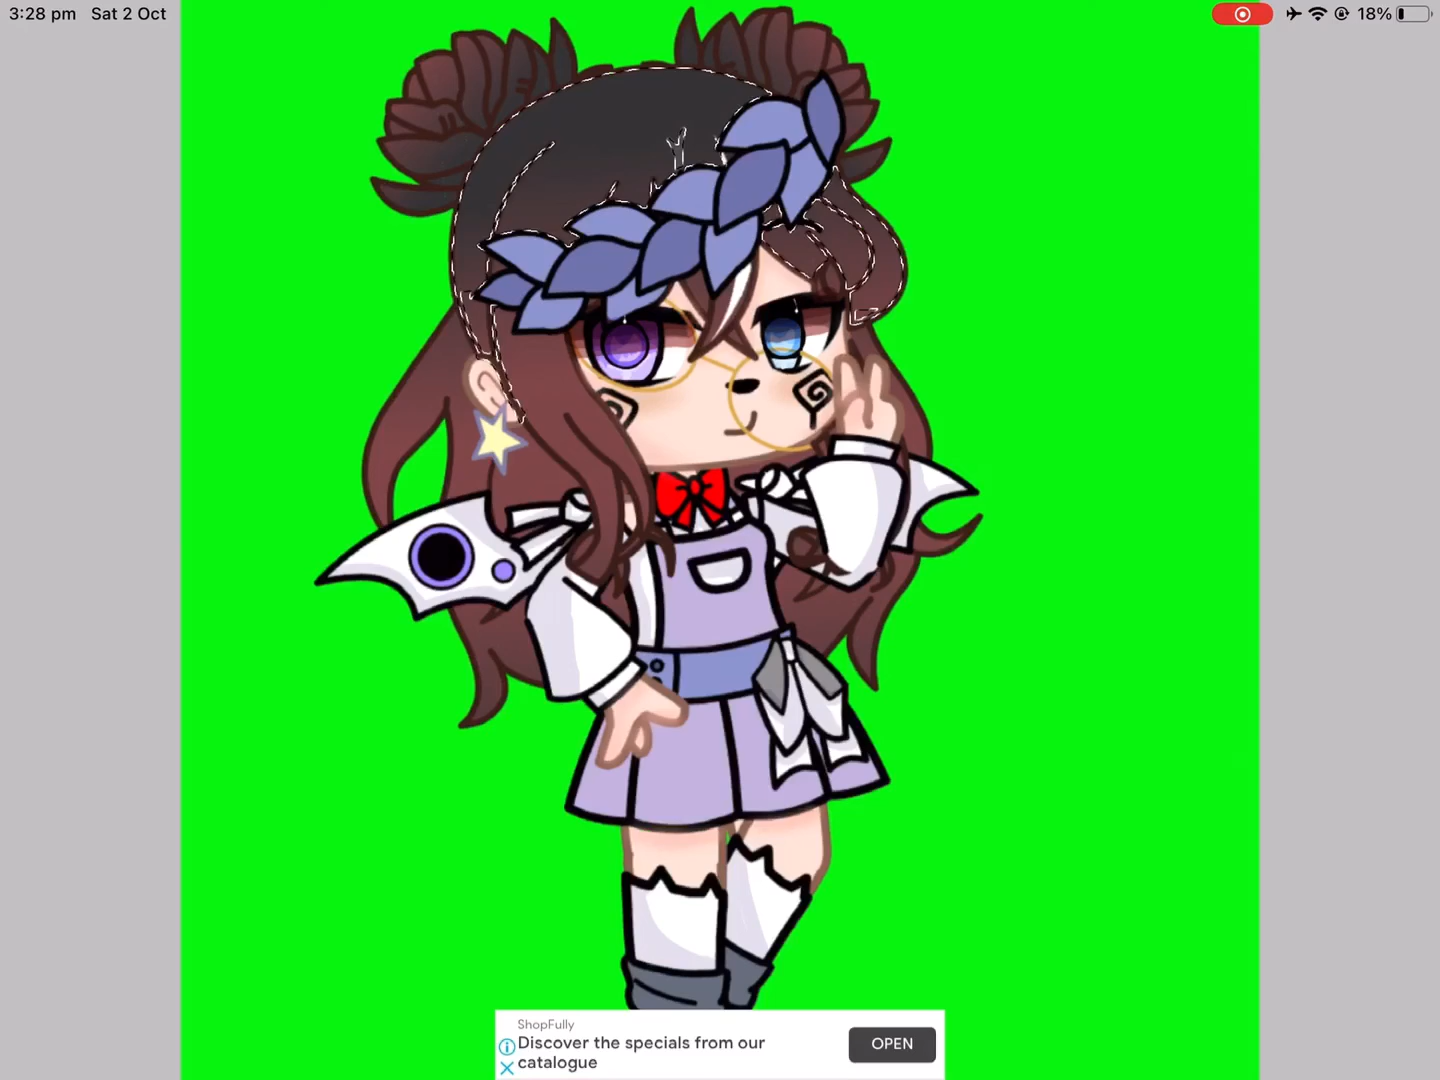 3:28 pm Sat 2 Oct
18%
ShopFully
Discover the specials from our
catalogue
OPEN